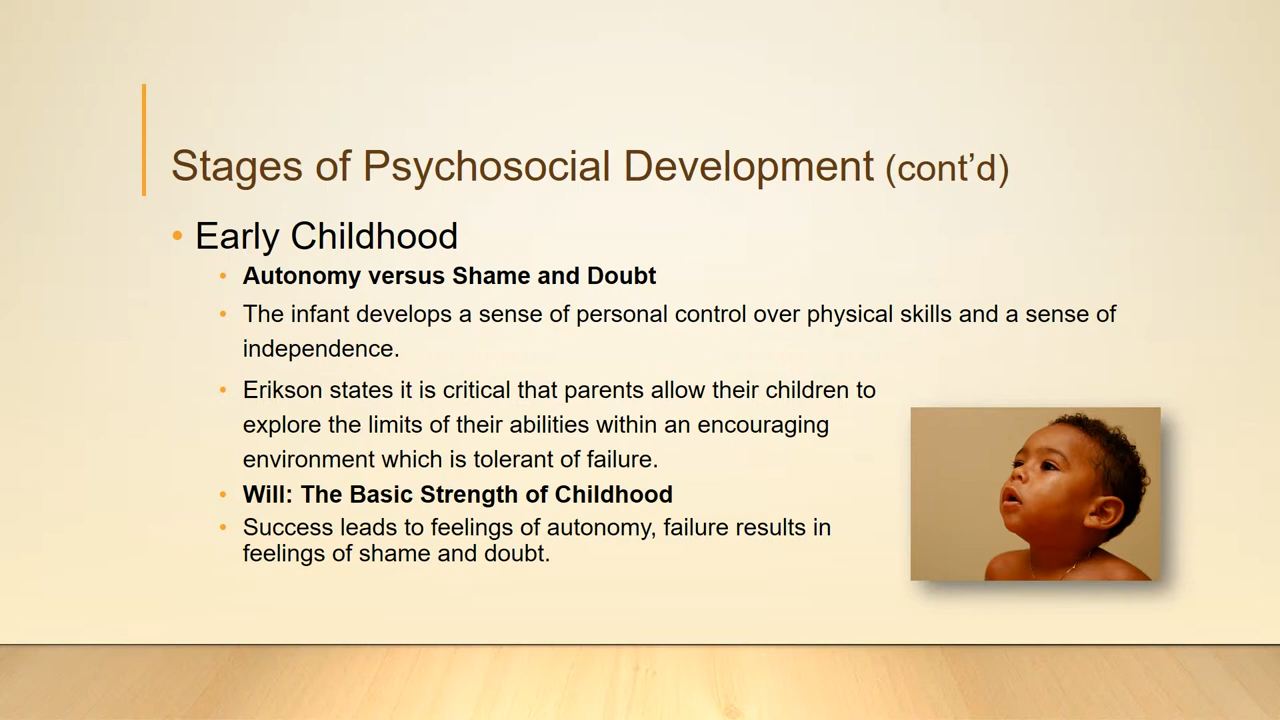 Stages of Psychosocial Development (cont’d)
• Early Childhood
• Autonomy versus Shame and Doubt
• The infant develops a sense of personal control over physical skills and a sense of
independence.
• Erikson states it is critical that parents allow their children to
explore the limits of their abilities within an encouraging
environment which is tolerant of failure.
• Will: The Basic Strength of Childhood
• Success leads to feelings of autonomy, failure results in
feelings of shame and doubt.